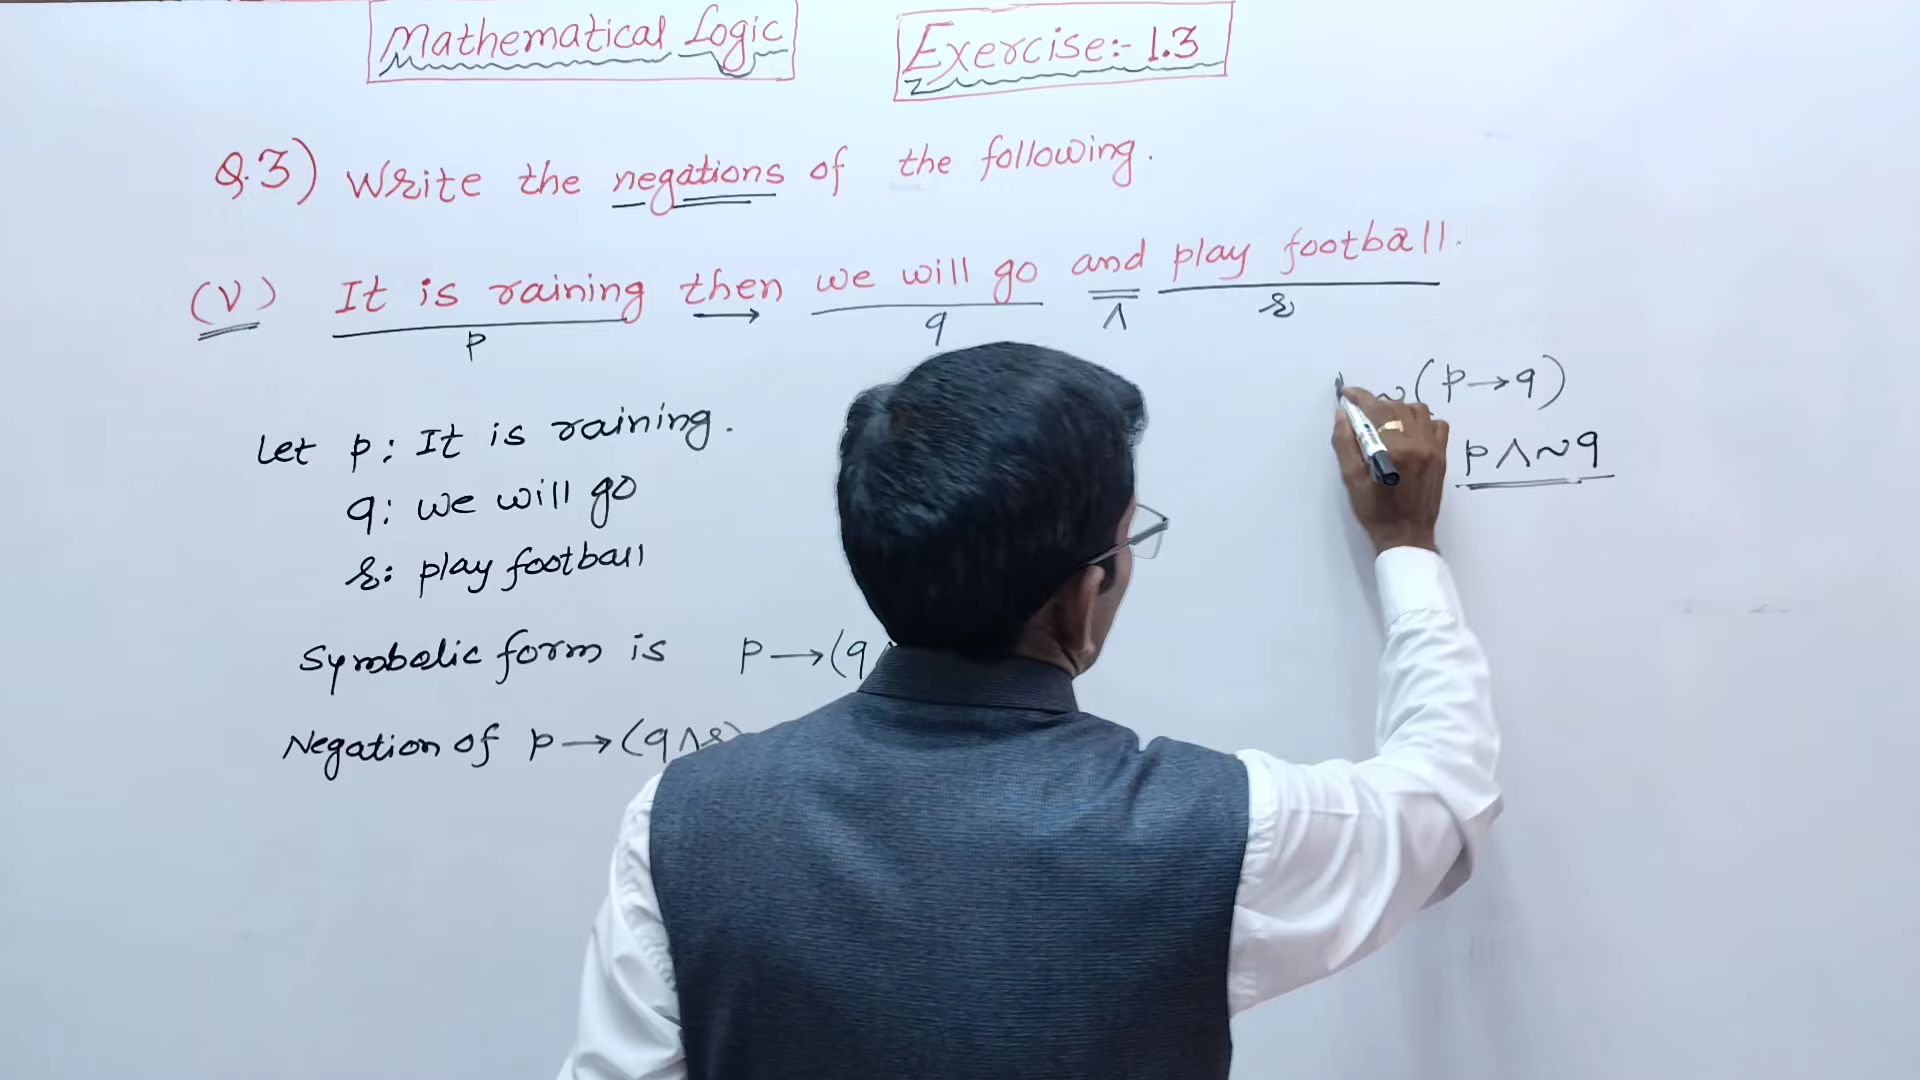 Mathematical Logic
Exercise:- 1.3
Q.3) Write the negations of the following.
(V) It is raining then we will go and play football.
p → q ∧ r
~(p→q)
p∧~q
Let p: It is raining.
q: we will go
r: play football
Symbolic form is p→(q
Negation of p→(q∧r)